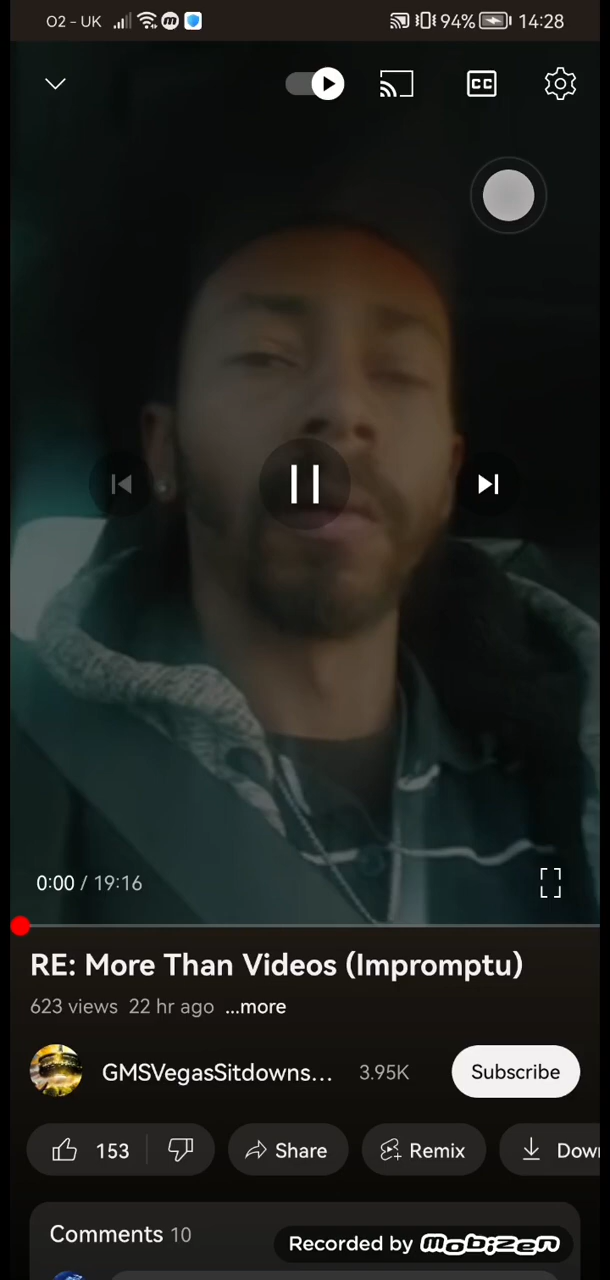 O2 - UK
94%
14:28
CC
0:00 / 19:16
RE: More Than Videos (Impromptu)
623 views 22 hr ago ...more
GMSVegasSitdowns... 3.95K Subscribe
153 Share Remix Down
Comments 10
Recorded by mobizen